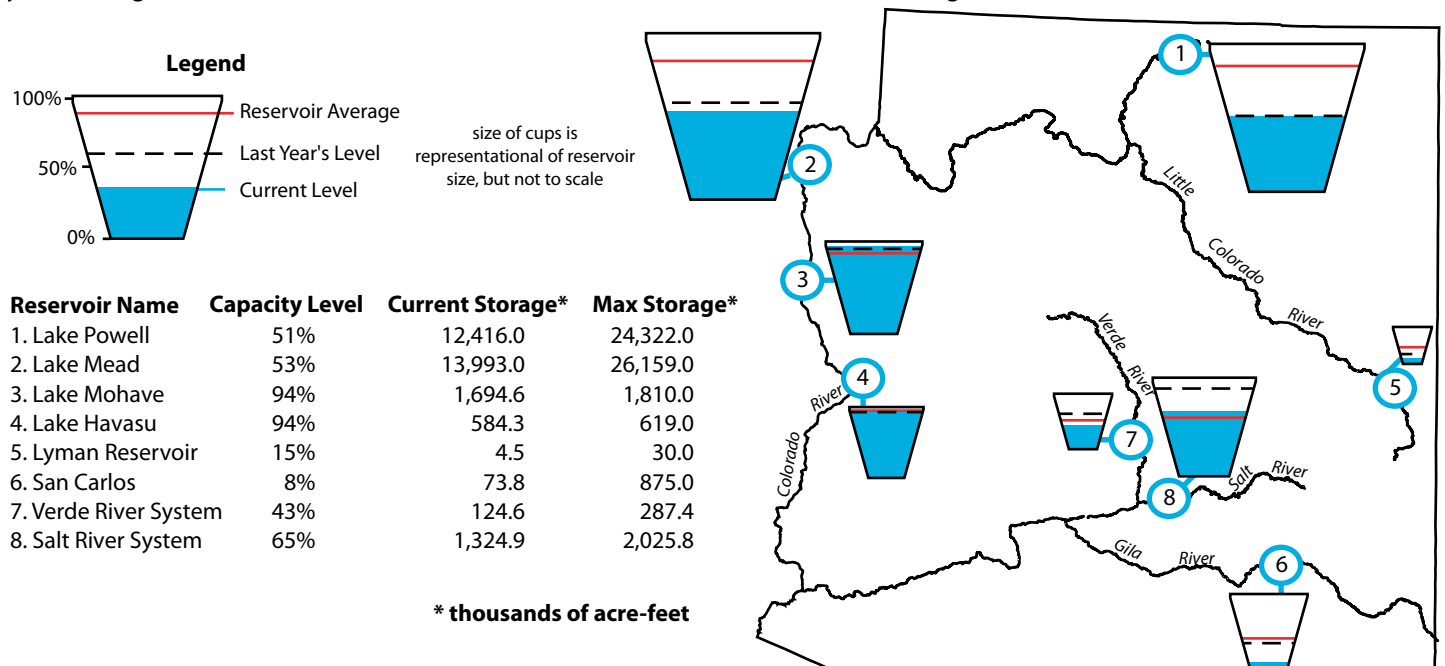 Legend
100%
50%
0%
Reservoir Average
Last Year's Level
Current Level
size of cups is
representational of reservoir
size, but not to scale
Reservoir Name Capacity Level Current Storage* Max Storage*
1. Lake Powell 51% 12,416.0 24,322.0
2. Lake Mead 53% 13,993.0 26,159.0
3. Lake Mohave 94% 1,694.6 1,810.0
4. Lake Havasu 94% 584.3 619.0
5. Lyman Reservoir 15% 4.5 30.0
6. San Carlos 8% 73.8 875.0
7. Verde River System 43% 124.6 287.4
8. Salt River System 65% 1,324.9 2,025.8
* thousands of acre-feet
1
2
3
4
5
6
7
8
Little
Colorado
River
Verde
River
Colorado
River
Salt
River
Gila
River